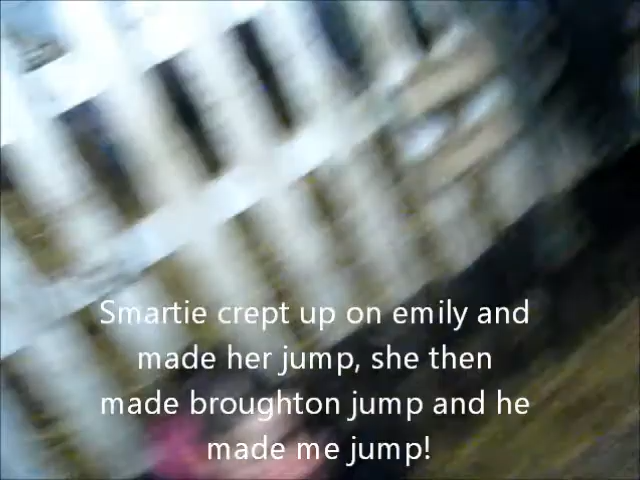 Smartie crept up on emily and
made her jump, she then
made broughton jump and he
made me jump!